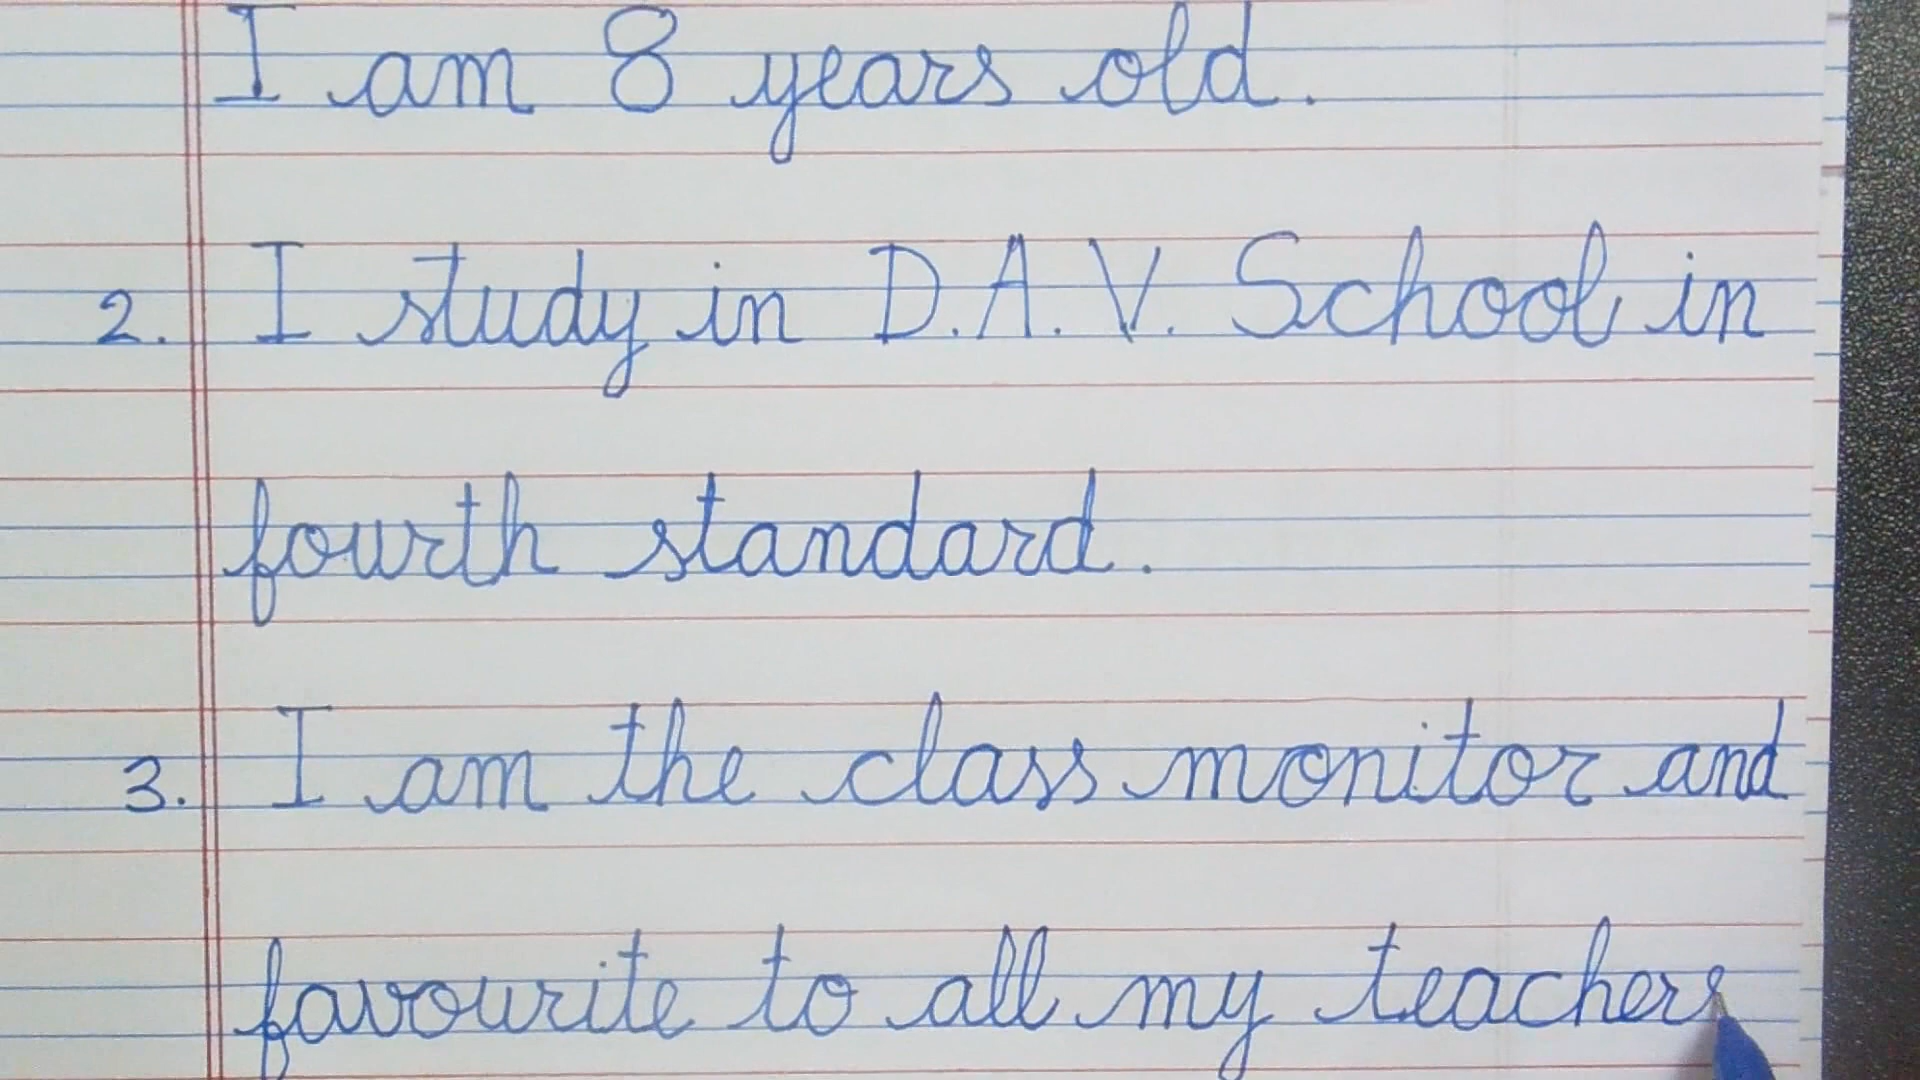 I am 8 years old.
2. I study in D.A.V. School in
fourth standard.
3. I am the class monitor and
favourite to all my teachers